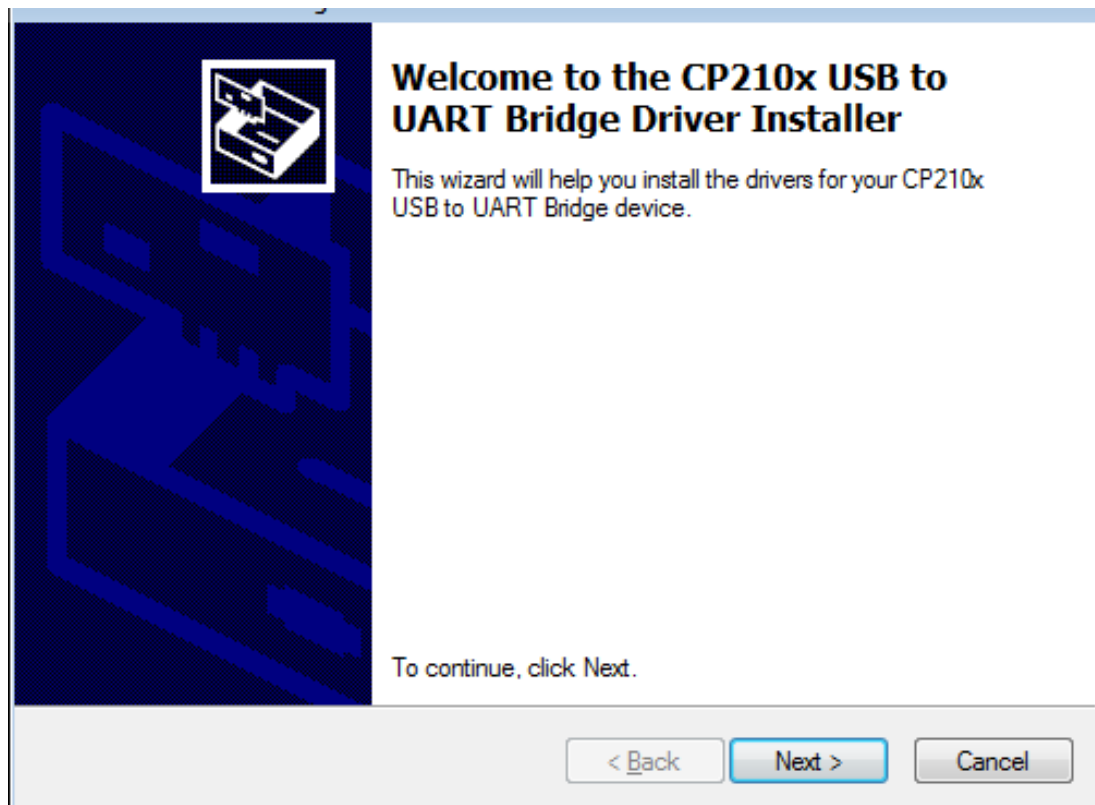 Welcome to the CP210x USB to
UART Bridge Driver Installer
This wizard will help you install the drivers for your CP210x
USB to UART Bridge device.
To continue, click Next.
< Back
Next >
Cancel